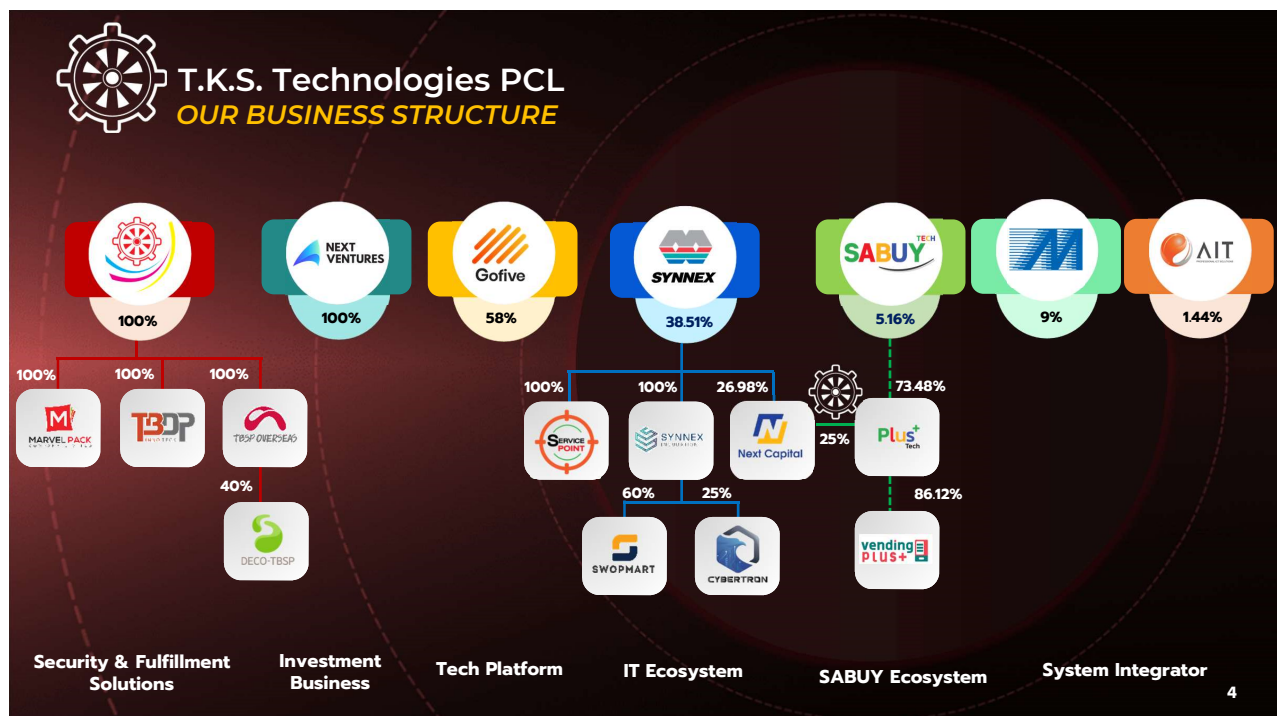 T.K.S. Technologies PCL
OUR BUSINESS STRUCTURE
NEXT
VENTURES
Gofive
SYNNEX
SABUY TECH
AIT
100%
100%
58%
38.51%
5.16%
9%
1.44%
100%
100%
100%
100%
100%
26.98%
73.48%
M
MARVEL PACK
TBDP
TBSP OVERSEAS
SERVICE
POINT
SYNNEX
Next Capital
25%
Plus+
Tech
40%
60%
25%
86.12%
DECO-TBSP
SWOPMART
CYBERTRON
vending
PLUS+
Security & Fulfillment
Solutions
Investment
Business
Tech Platform
IT Ecosystem
SABUY Ecosystem
System Integrator
4